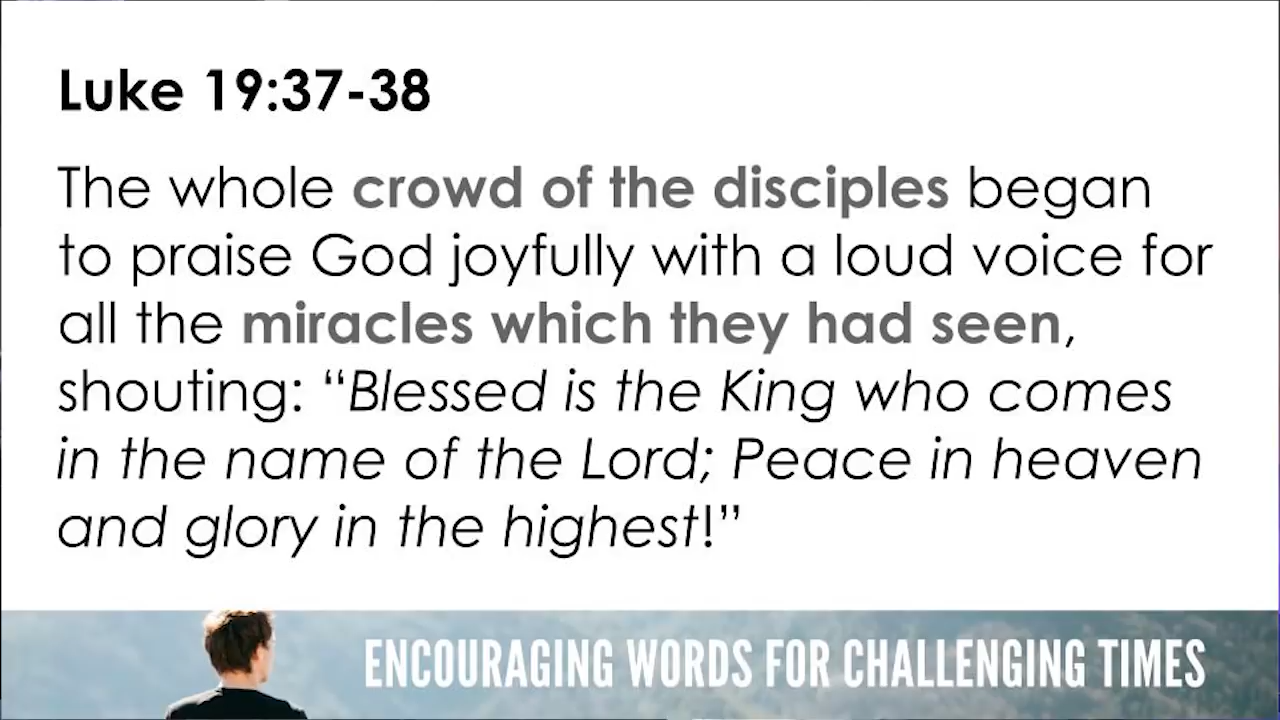 Luke 19:37-38
The whole crowd of the disciples began
to praise God joyfully with a loud voice for
all the miracles which they had seen,
shouting: “Blessed is the King who comes
in the name of the Lord; Peace in heaven
and glory in the highest!”
ENCOURAGING WORDS FOR CHALLENGING TIMES